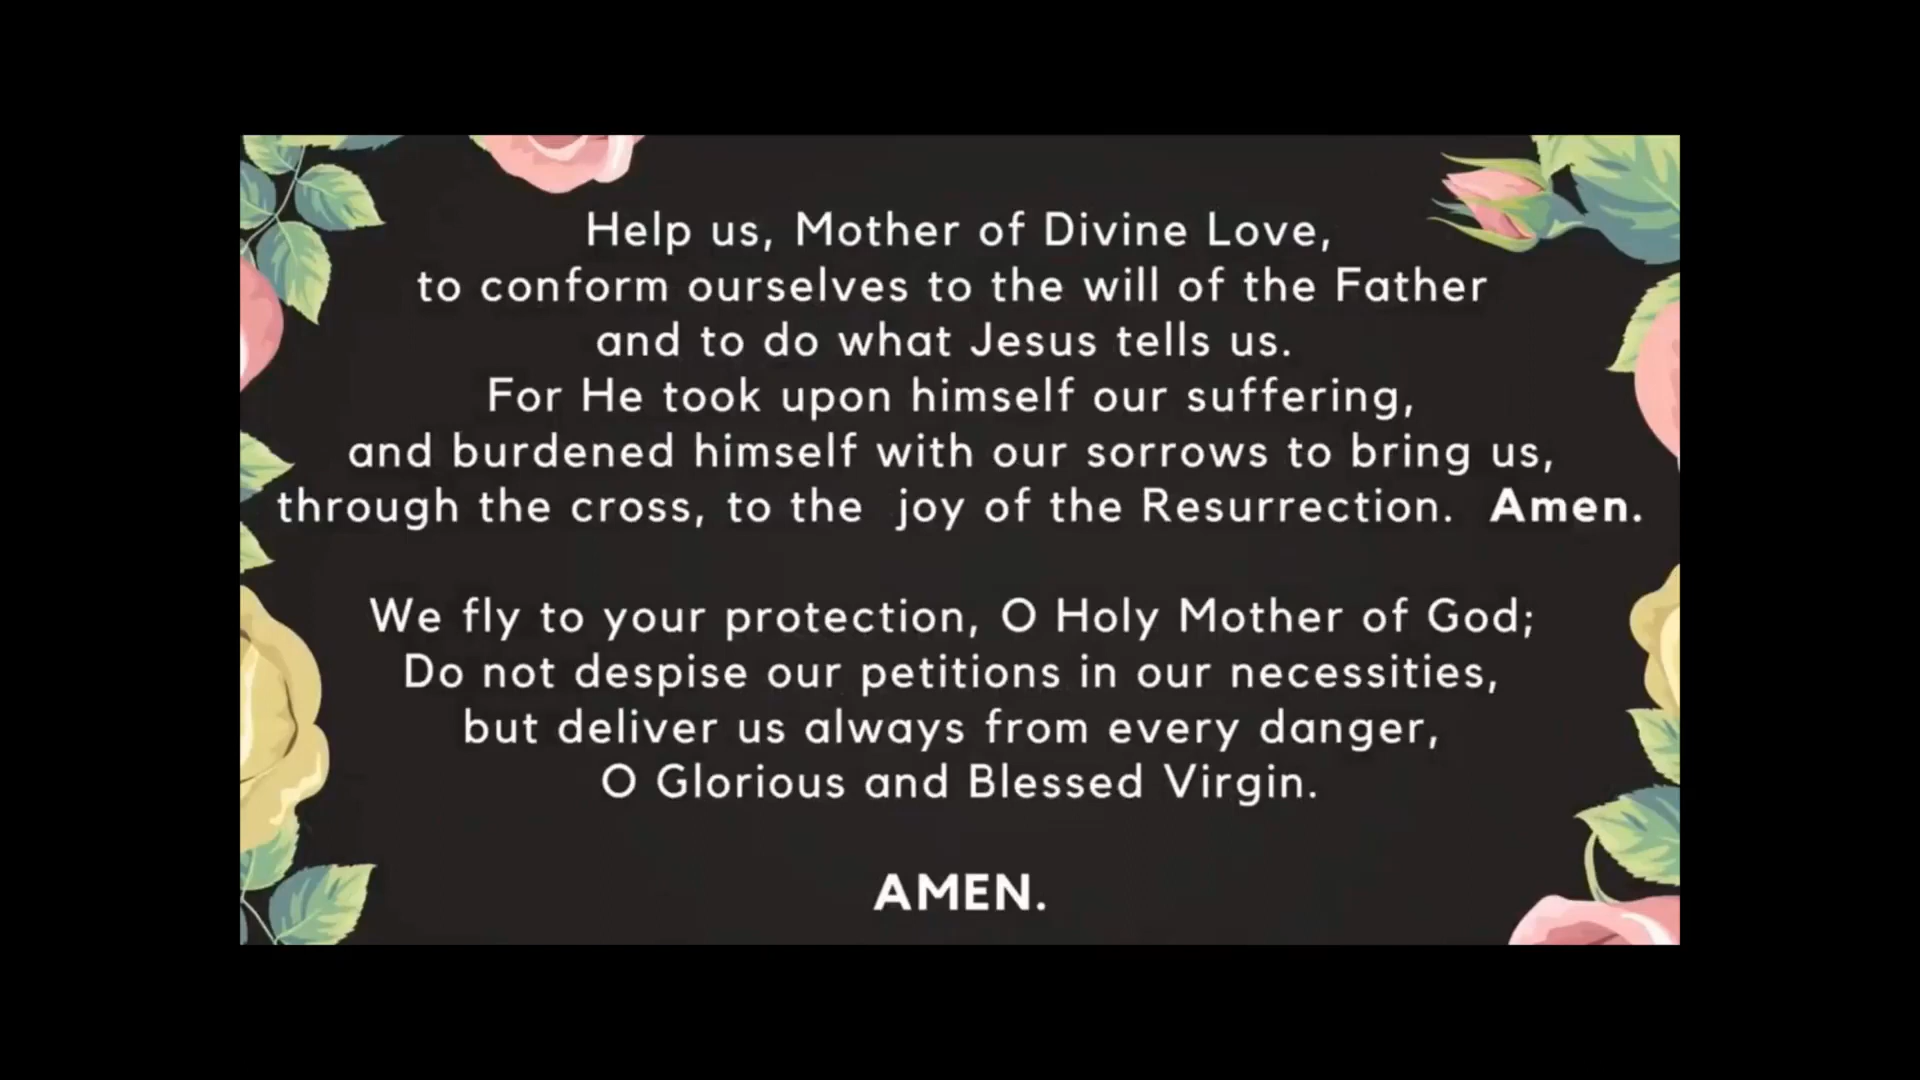 Help us, Mother of Divine Love,
to conform ourselves to the will of the Father
and to do what Jesus tells us.
For He took upon himself our suffering,
and burdened himself with our sorrows to bring us,
through the cross, to the joy of the Resurrection. Amen.
We fly to your protection, O Holy Mother of God;
Do not despise our petitions in our necessities,
but deliver us always from every danger,
O Glorious and Blessed Virgin.
AMEN.